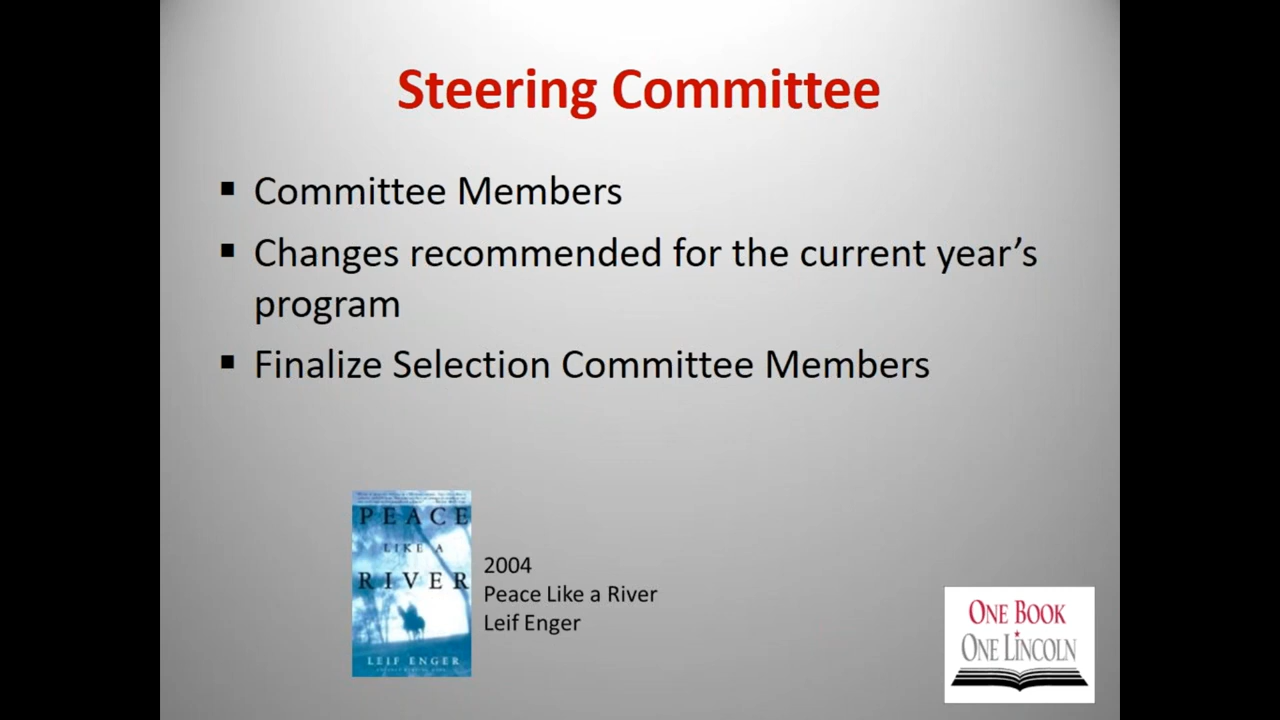 Steering Committee
▪ Committee Members
▪ Changes recommended for the current year’s
program
▪ Finalize Selection Committee Members
PEACE
LIKE A
RIVER
LEIF ENGER
2004
Peace Like a River
Leif Enger
ONE BOOK
ONE LINCOLN